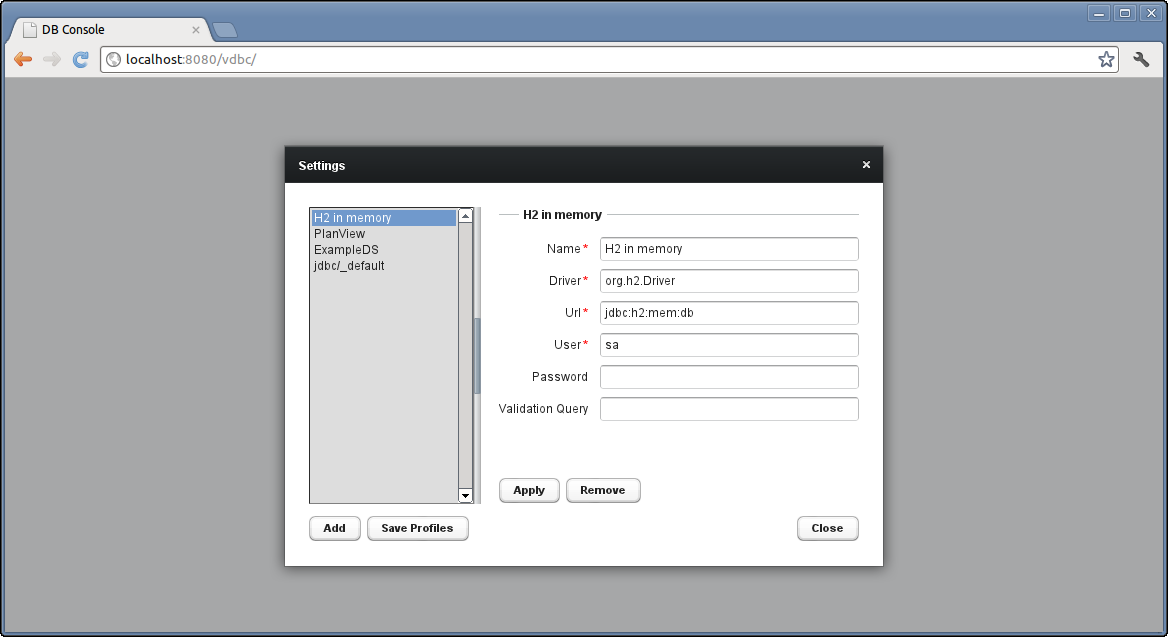 DB Console
localhost:8080/vdbc/
Settings
H2 in memory
PlanView
ExampleDS
jdbc/_default
H2 in memory
Name* H2 in memory
Driver* org.h2.Driver
Url* jdbc:h2:mem:db
User* sa
Password
Validation Query
Apply Remove
Add Save Profiles Close